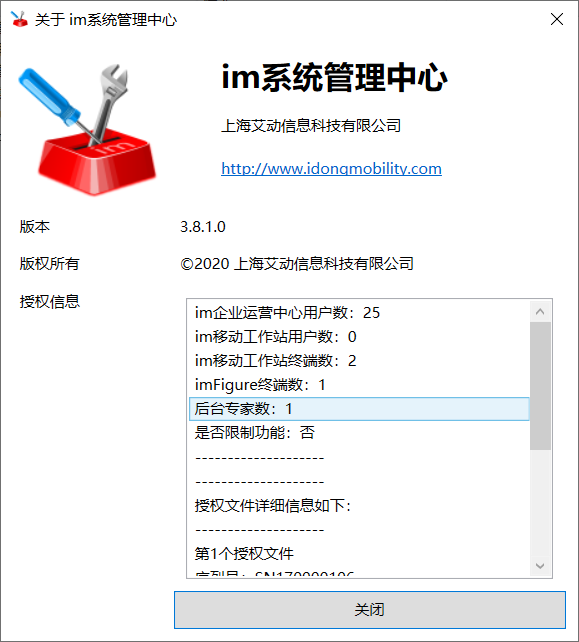 关于 im系统管理中心
im
im系统管理中心
上海艾动信息科技有限公司
http://www.idongmobility.com
版本 3.8.1.0
版权所有 ©2020 上海艾动信息科技有限公司
授权信息
im企业运营中心用户数：25
im移动工作站用户数：0
im移动工作站终端数：2
imFigure终端数：1
后台专家数：1
是否限制功能：否
--------------------
--------------------
授权文件详细信息如下：
--------------------
第1个授权文件
序列号：SN170000106
关闭